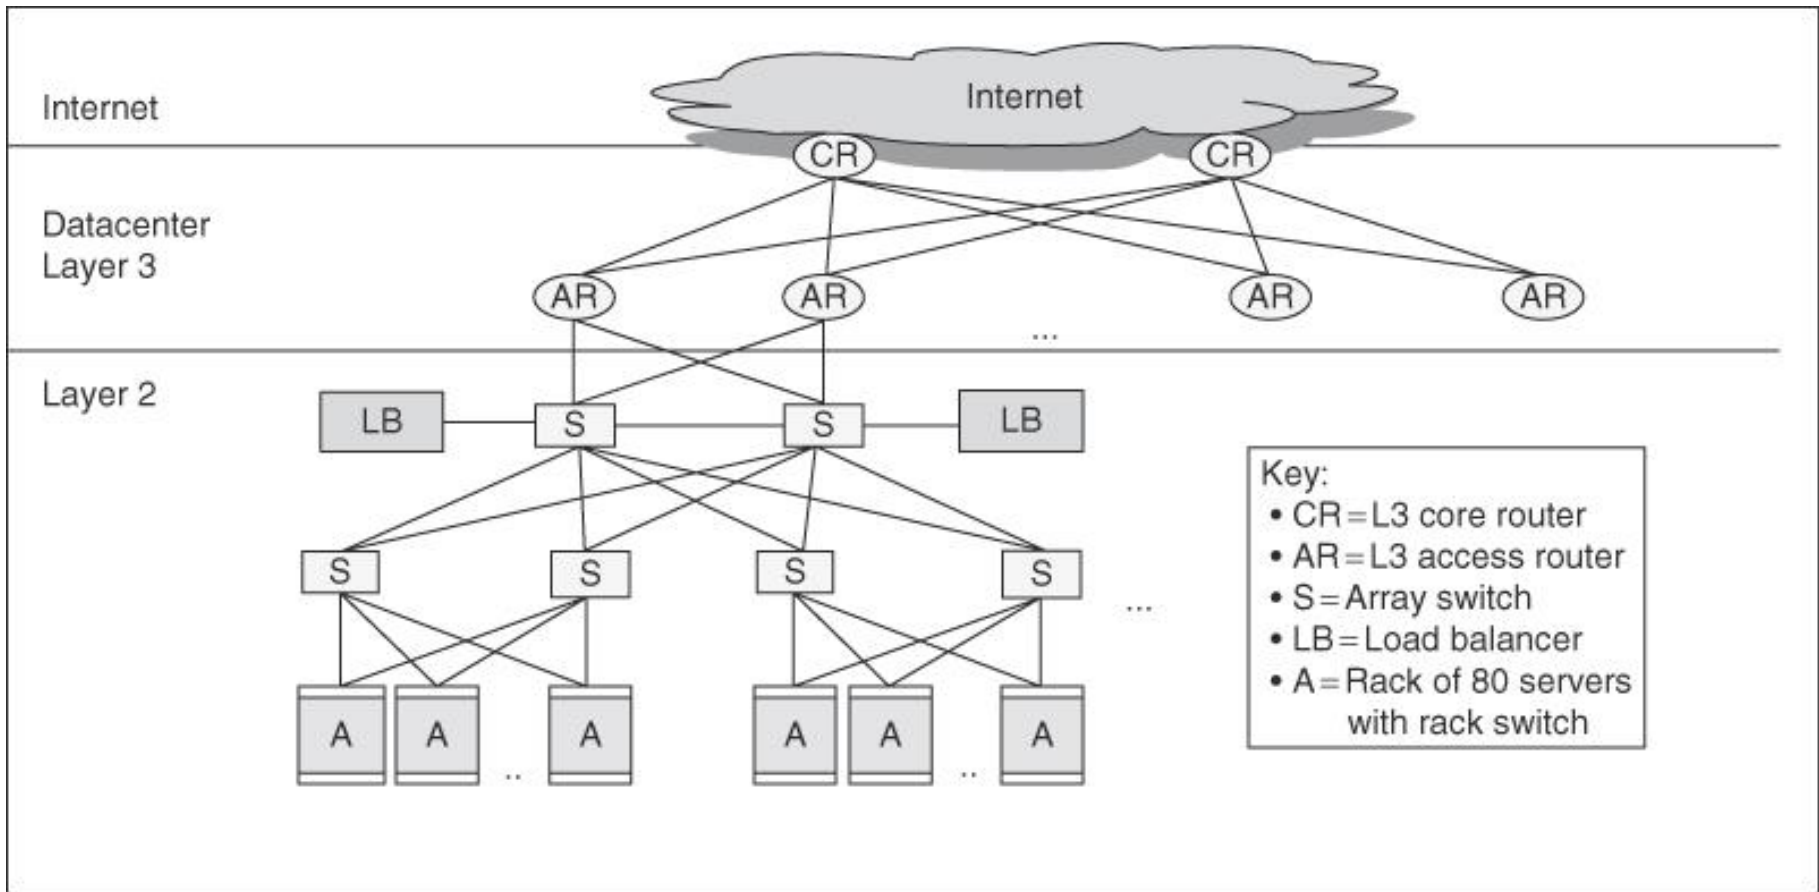 Internet
Internet
CR
CR
Datacenter
Layer 3
AR
AR
AR
AR
...
Layer 2
LB
S
S
LB
S
S
S
S
...
A
A
..
A
A
A
..
A
Key:
• CR=L3 core router
• AR=L3 access router
• S=Array switch
• LB=Load balancer
• A=Rack of 80 servers
with rack switch